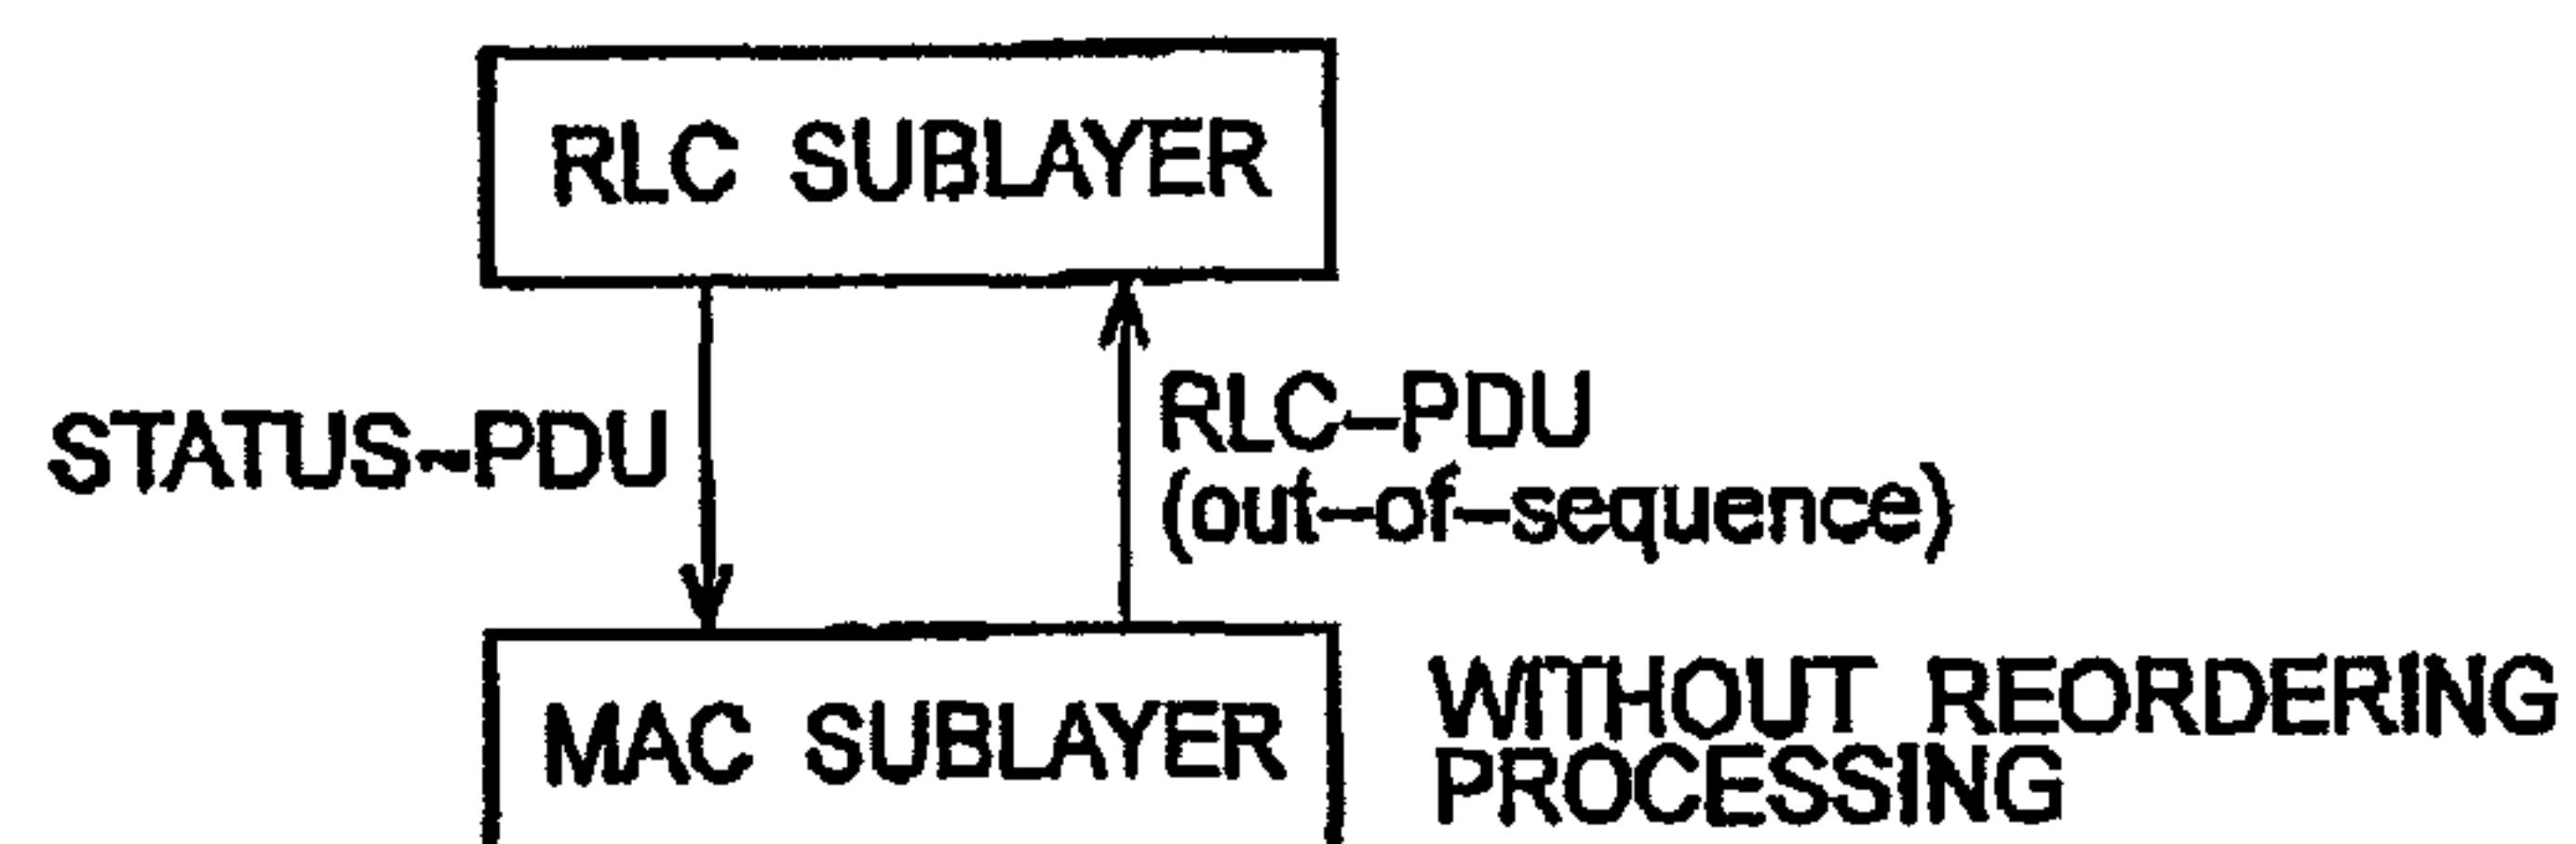 RLC SUBLAYER
STATUS-PDU
RLC-PDU
(out-of-sequence)
MAC SUBLAYER
WITHOUT REORDERING
PROCESSING